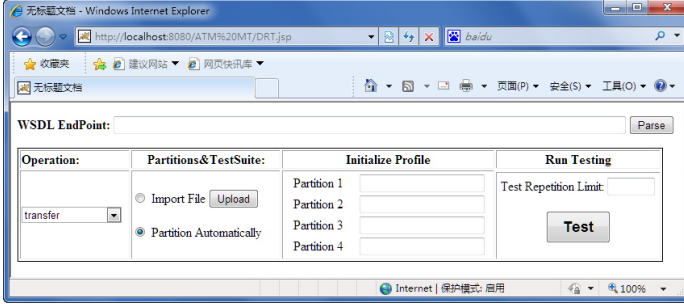 无标题文档 - Windows Internet Explorer
http://localhost:8080/ATM%20MT/DRT.jsp
baidu
收藏夹 建议网站 网页快讯库
无标题文档 页面(P) 安全(S) 工具(O)
WSDL EndPoint: Parse
Operation: Partitions&TestSuite: Initialize Profile Run Testing
transfer
Import File Upload
Partition Automatically
Partition 1
Partition 2
Partition 3
Partition 4
Test Repetition Limit:
Test
Internet | 保护模式: 启用 100%